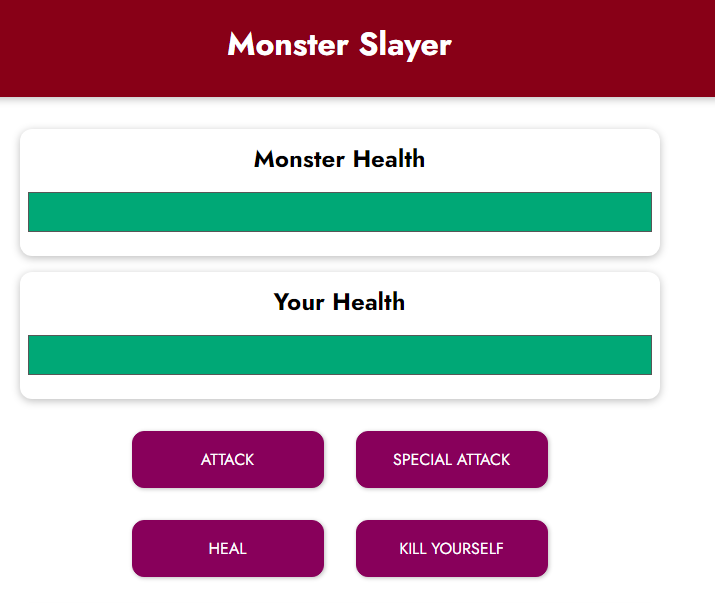 Monster Slayer
Monster Health
Your Health
ATTACK
SPECIAL ATTACK
HEAL
KILL YOURSELF